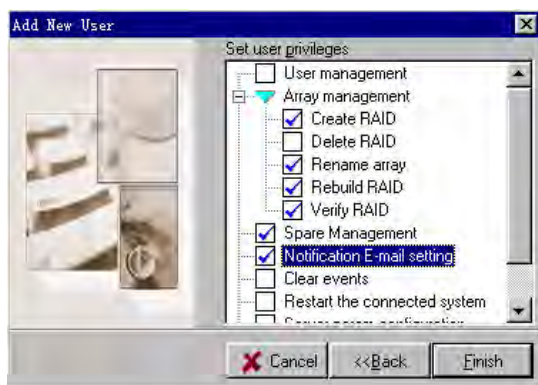 Add New User
Set user privileges
User management
Array management
Create RAID
Delete RAID
Rename array
Rebuild RAID
Verify RAID
Spare Management
Notification E-mail setting
Clear events
Restart the connected system
Cancel
<<Back
Finish